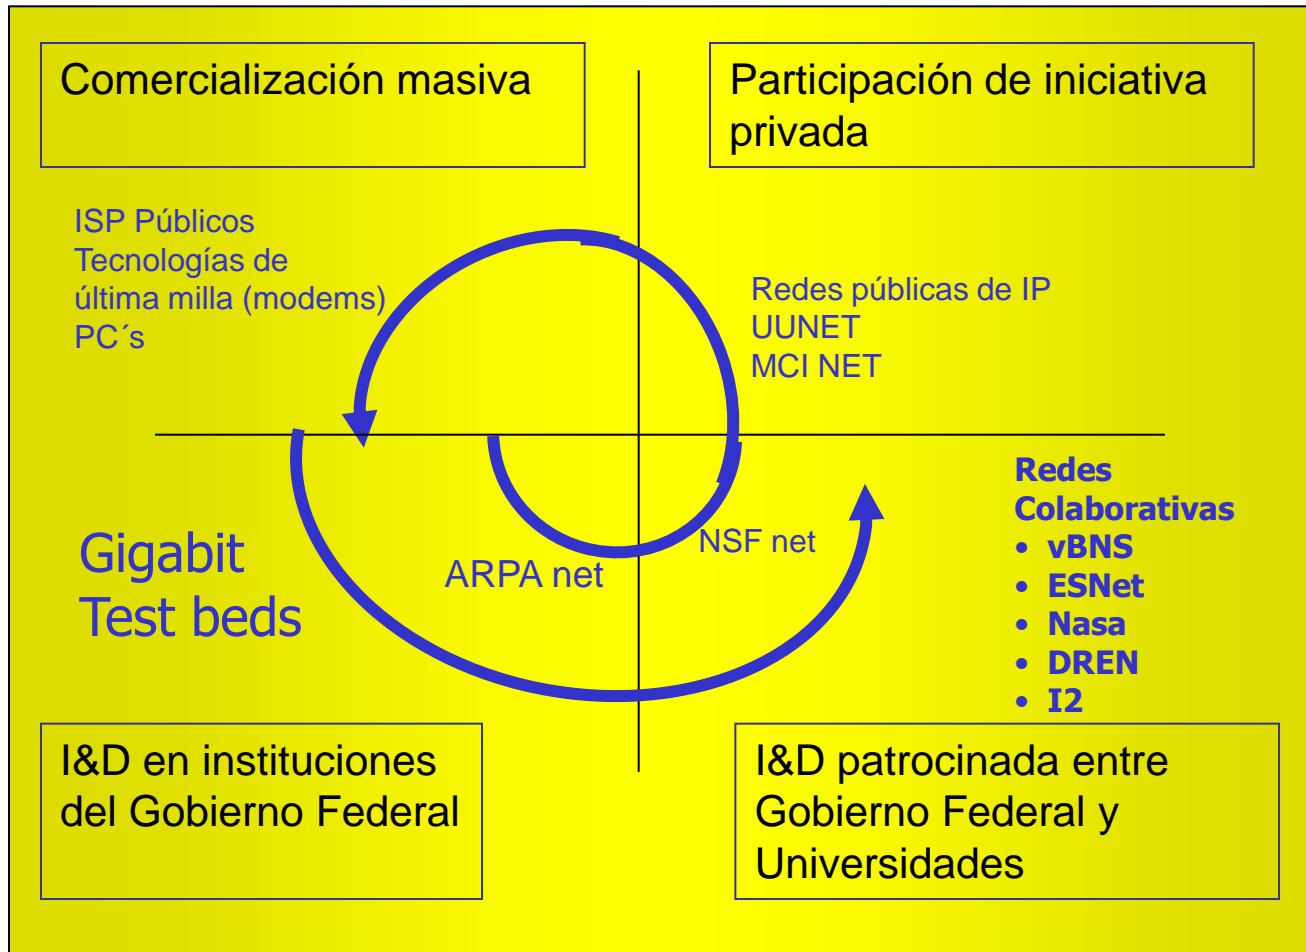 Comercialización masiva
Participación de iniciativa
privada
ISP Públicos
Tecnologías de
última milla (modems)
PC´s
Redes públicas de IP
UUNET
MCI NET
Gigabit
Test beds
ARPA net
NSF net
Redes
Colaborativas
• vBNS
• ESNet
• Nasa
• DREN
• I2
I&D en instituciones
del Gobierno Federal
I&D patrocinada entre
Gobierno Federal y
Universidades